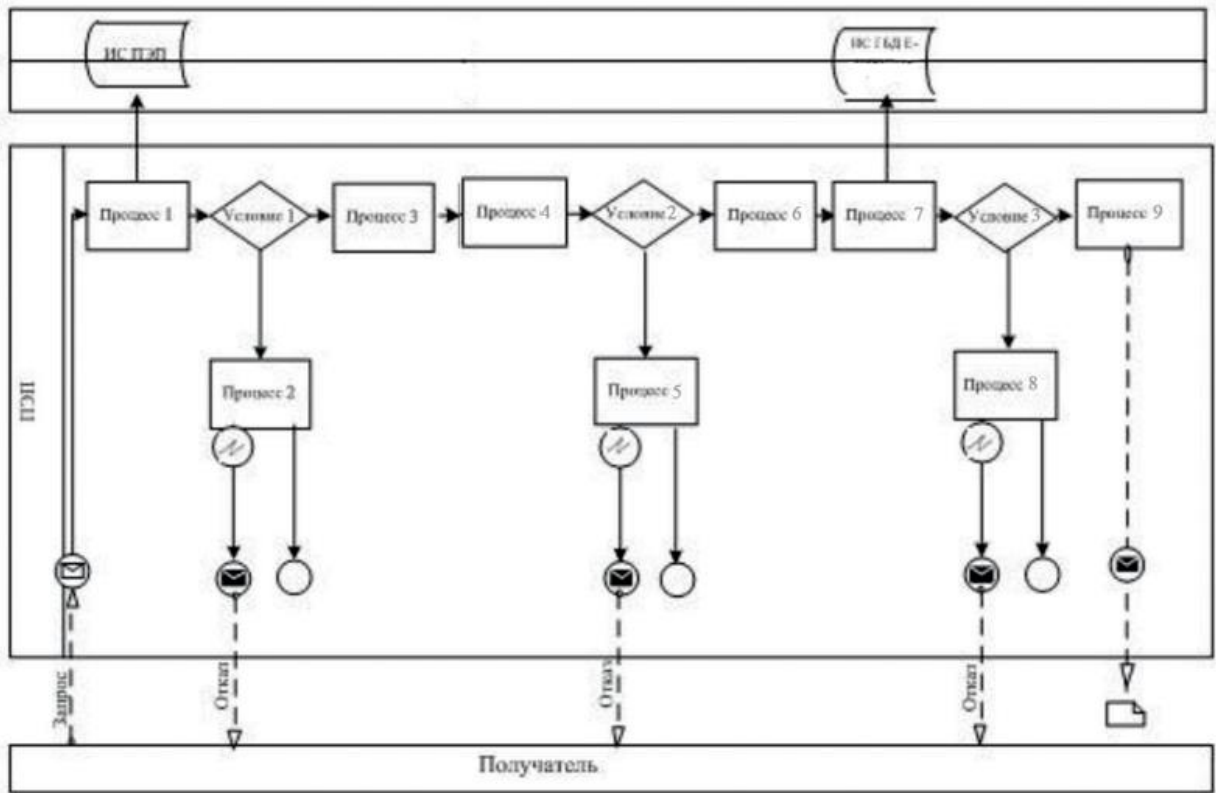 ИС ПЭП
ИС ГБД Е-
Процесс 1
Условие 1
Процесс 3
Процесс 4
Условие 2
Процесс 6
Процесс 7
Условие 3
Процесс 9
Процесс 2
Процесс 5
Процесс 8
Запрос
Отказ
Отказ
Отказ
Получатель